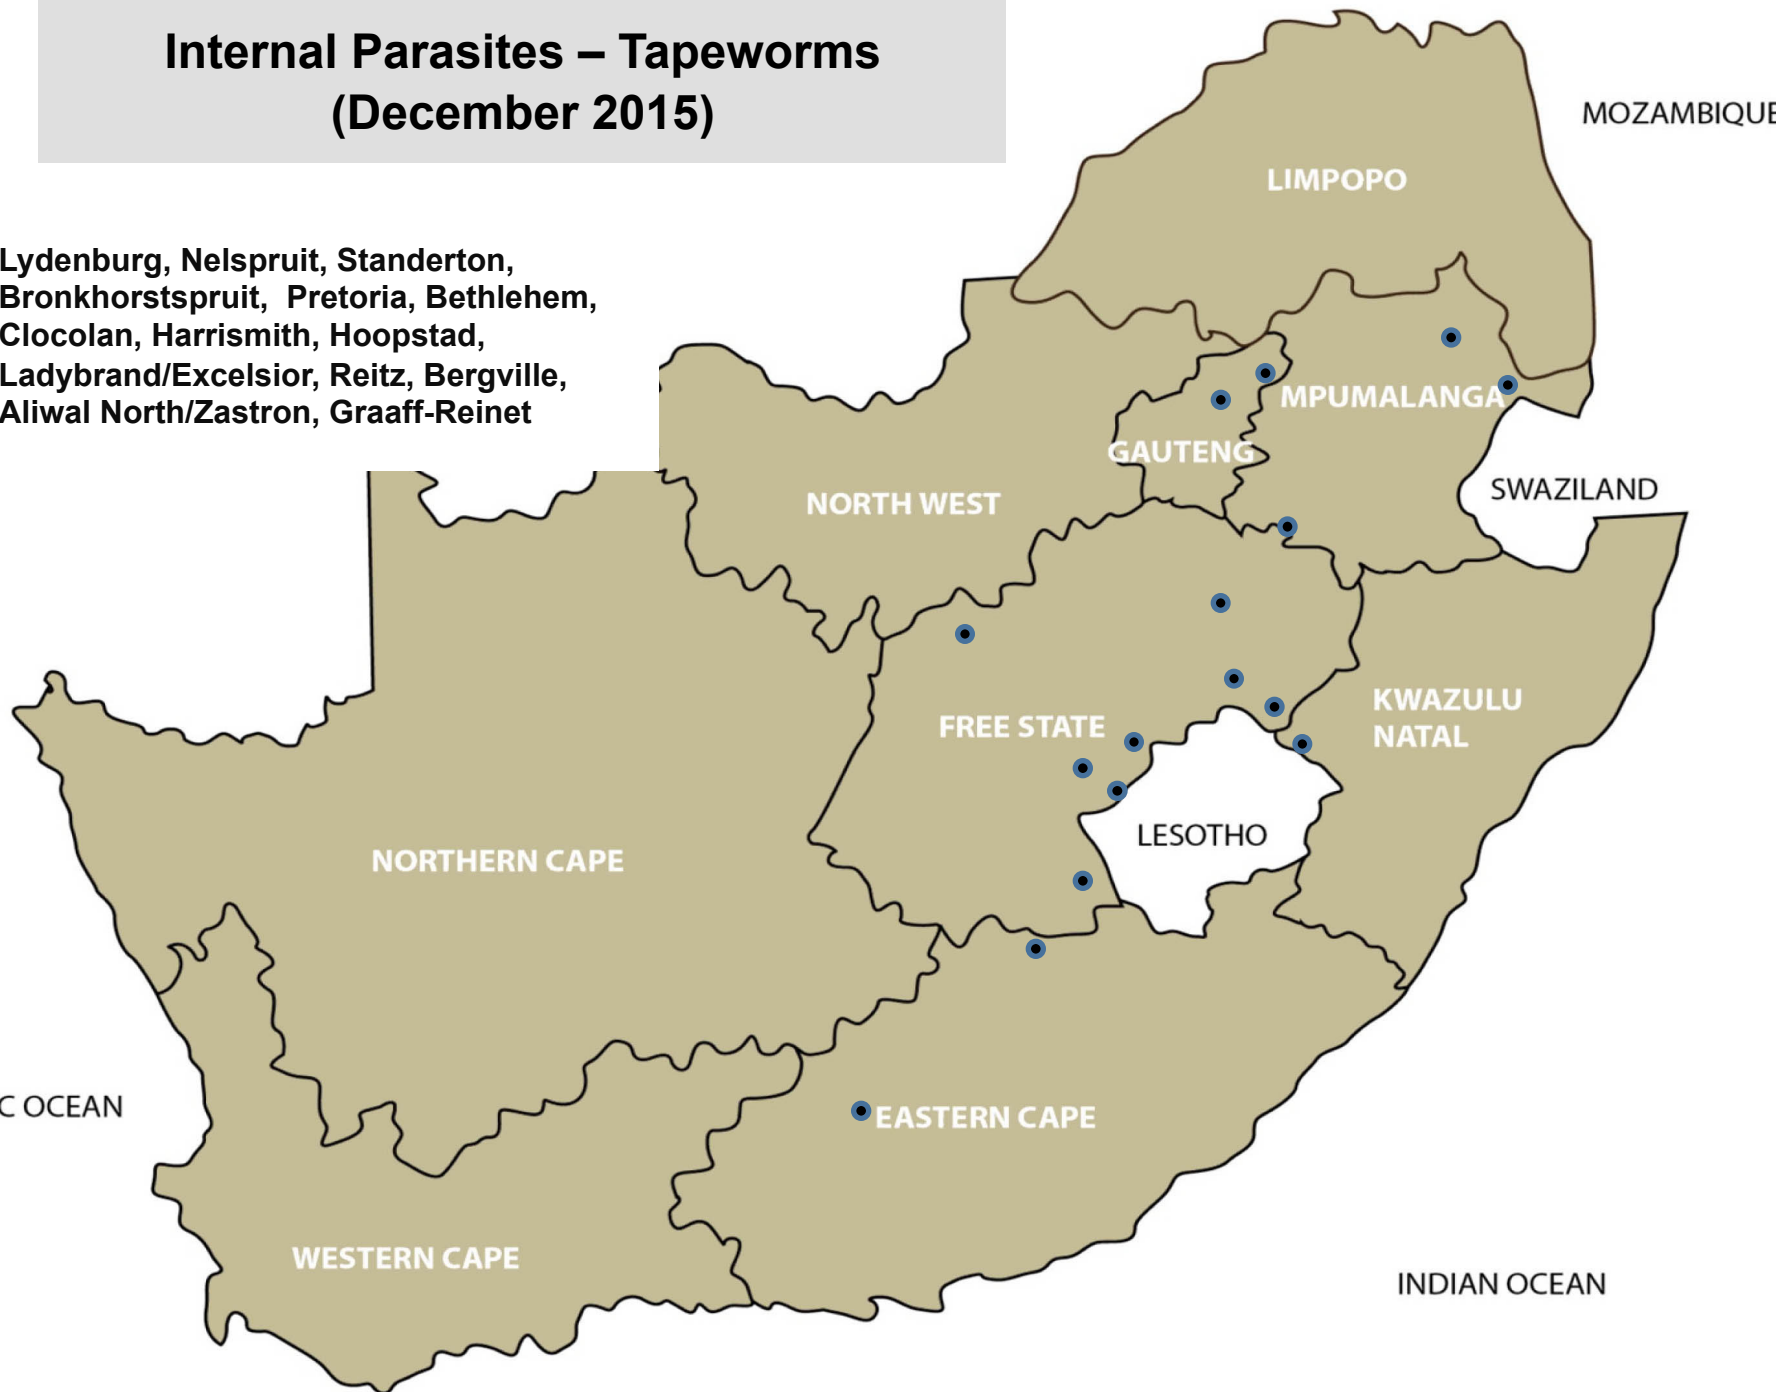 Internal Parasites – Tapeworms
(December 2015)
MOZAMBIQUE
LIMPOPO
Lydenburg, Nelspruit, Standerton,
Bronkhorstspruit,  Pretoria, Bethlehem,
Clocolan, Harrismith, Hoopstad,
Ladybrand/Excelsior, Reitz, Bergville,
Aliwal North/Zastron, Graaff-Reinet
MPUMALANGA
GAUTENG
SWAZILAND
NORTH WEST
KWAZULU
NATAL
FREE STATE
LESOTHO
NORTHERN CAPE
C OCEAN
EASTERN CAPE
WESTERN CAPE
INDIAN OCEAN